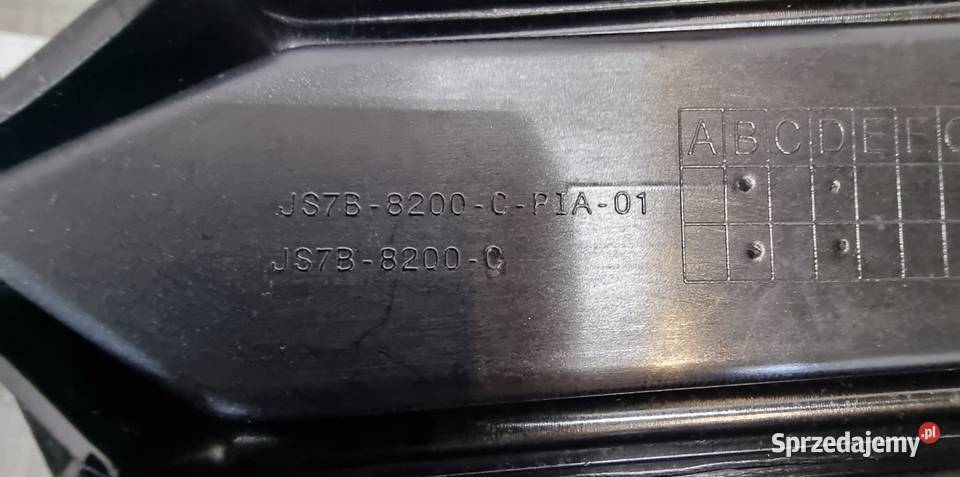 A B C D E F
JS7B-8200-C-PIA-01
JS7B-8200-C
Sprzedajemy.pl